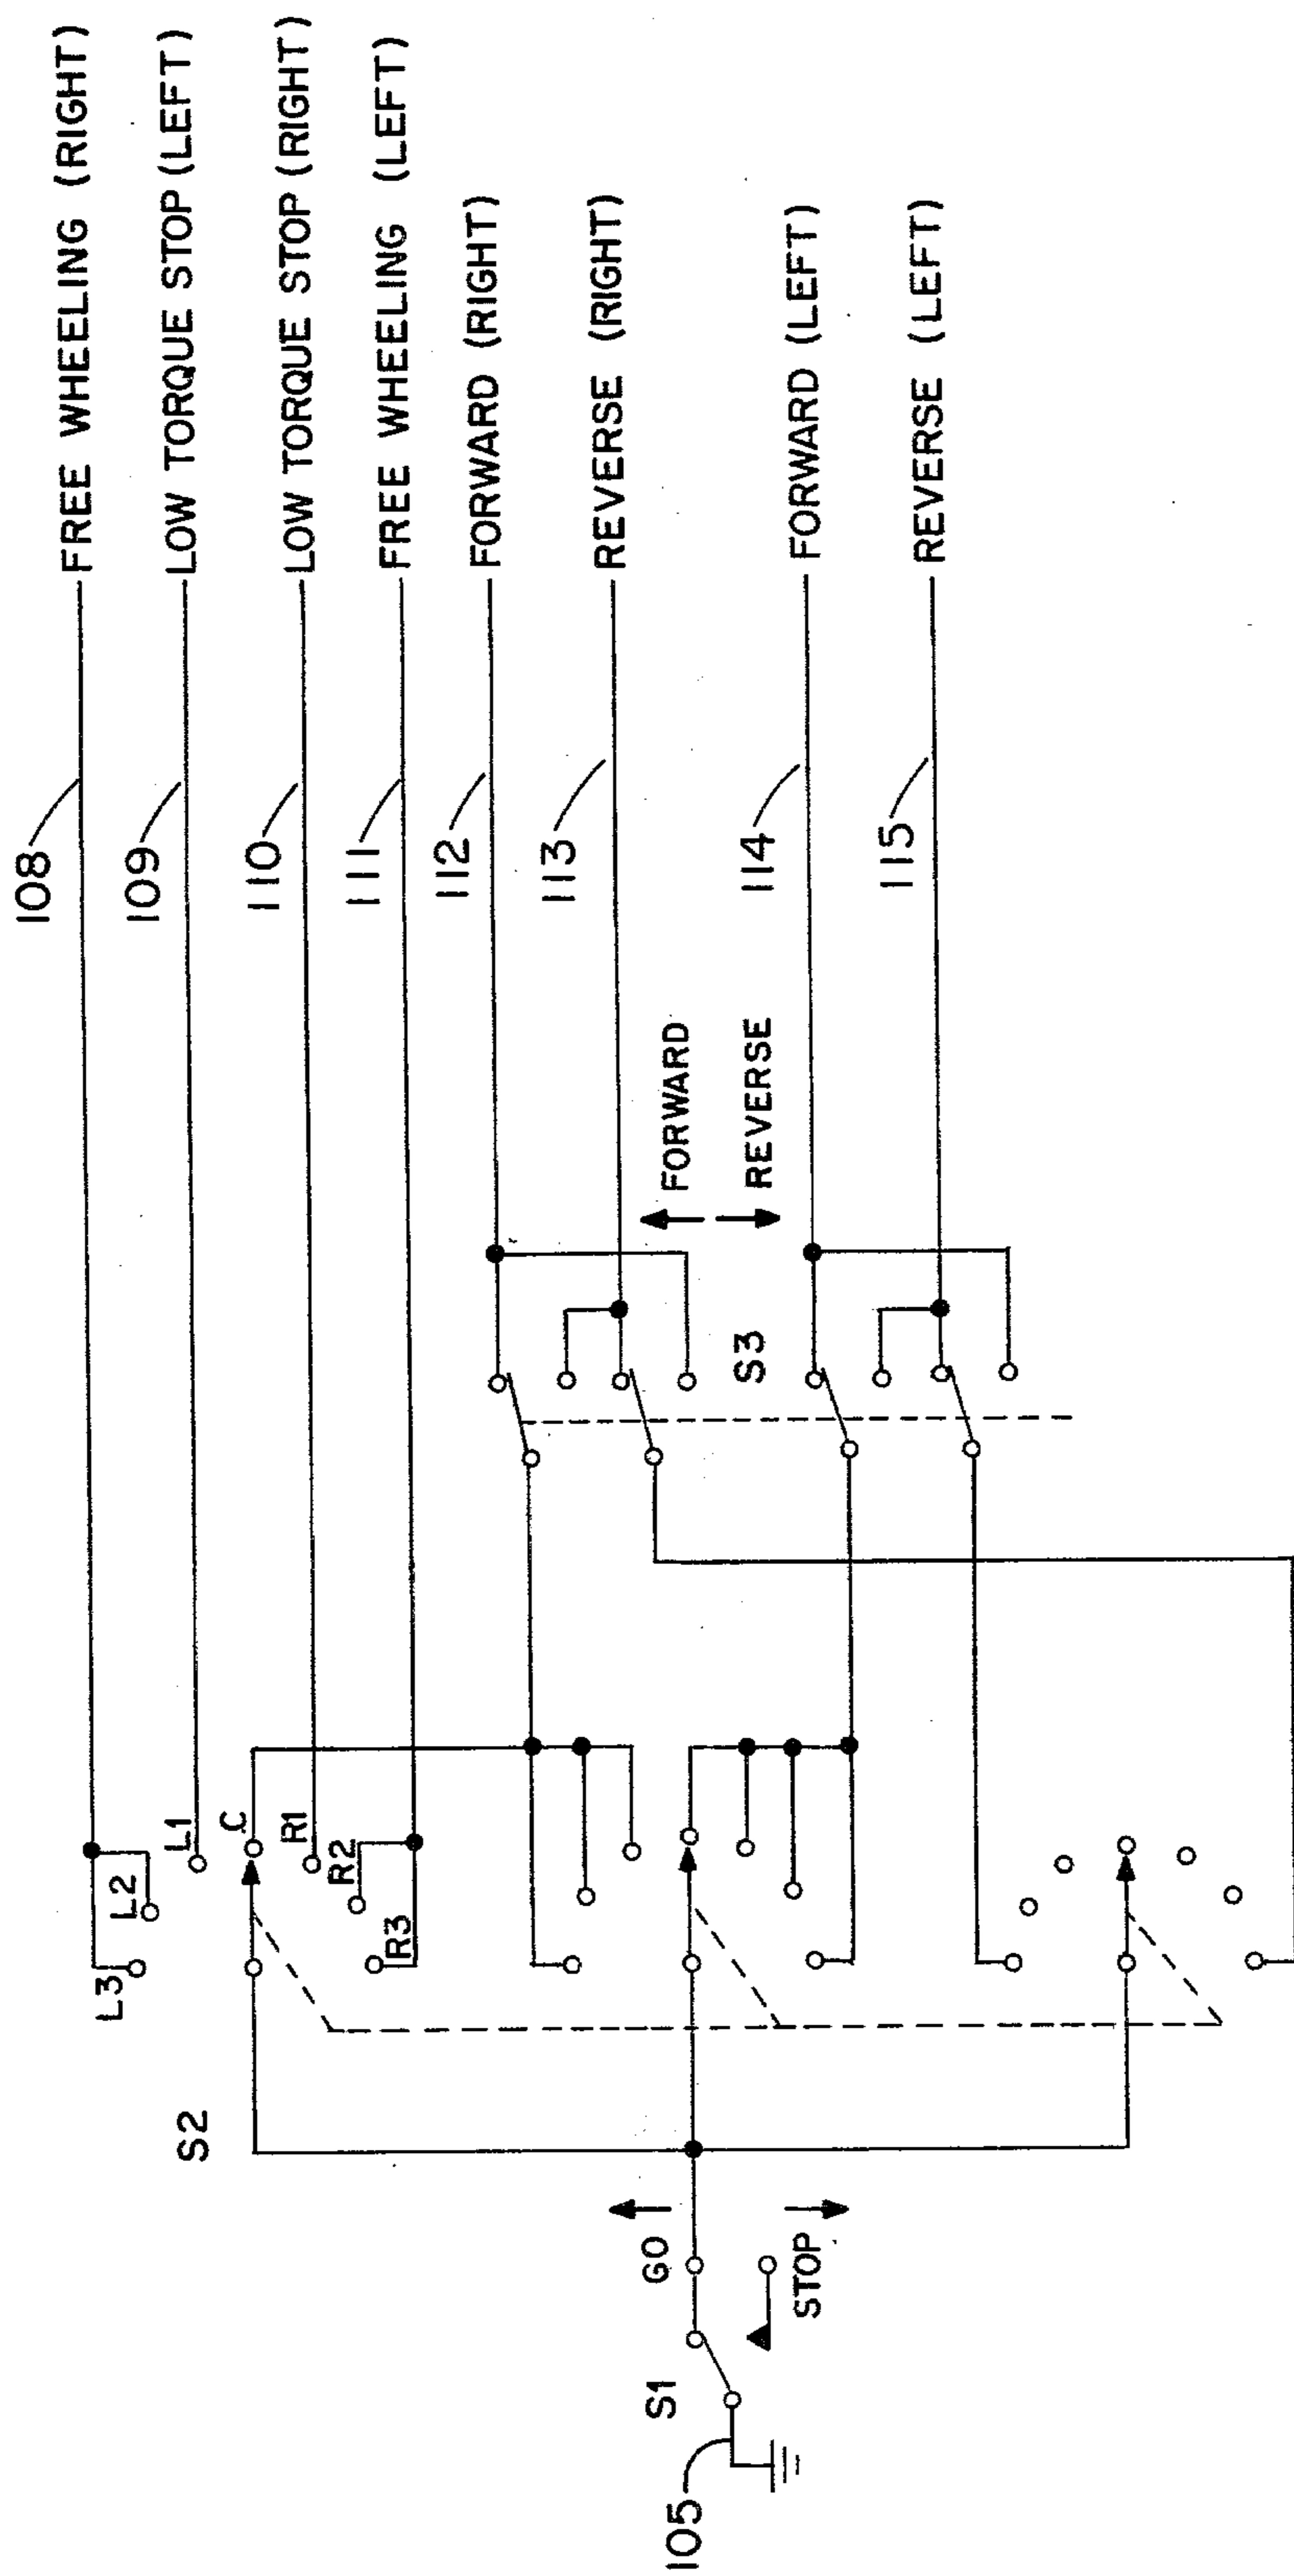 108
FREE WHEELING (RIGHT)
109
LOW TORQUE STOP (LEFT)
110
LOW TORQUE STOP (RIGHT)
111
FREE WHEELING (LEFT)
112
FORWARD (RIGHT)
113
REVERSE (RIGHT)
114
FORWARD (LEFT)
115
REVERSE (LEFT)
FORWARD
REVERSE
S3
L3
L2
L1
C
R1
R2
R3
S2
GO
STOP
S1
105